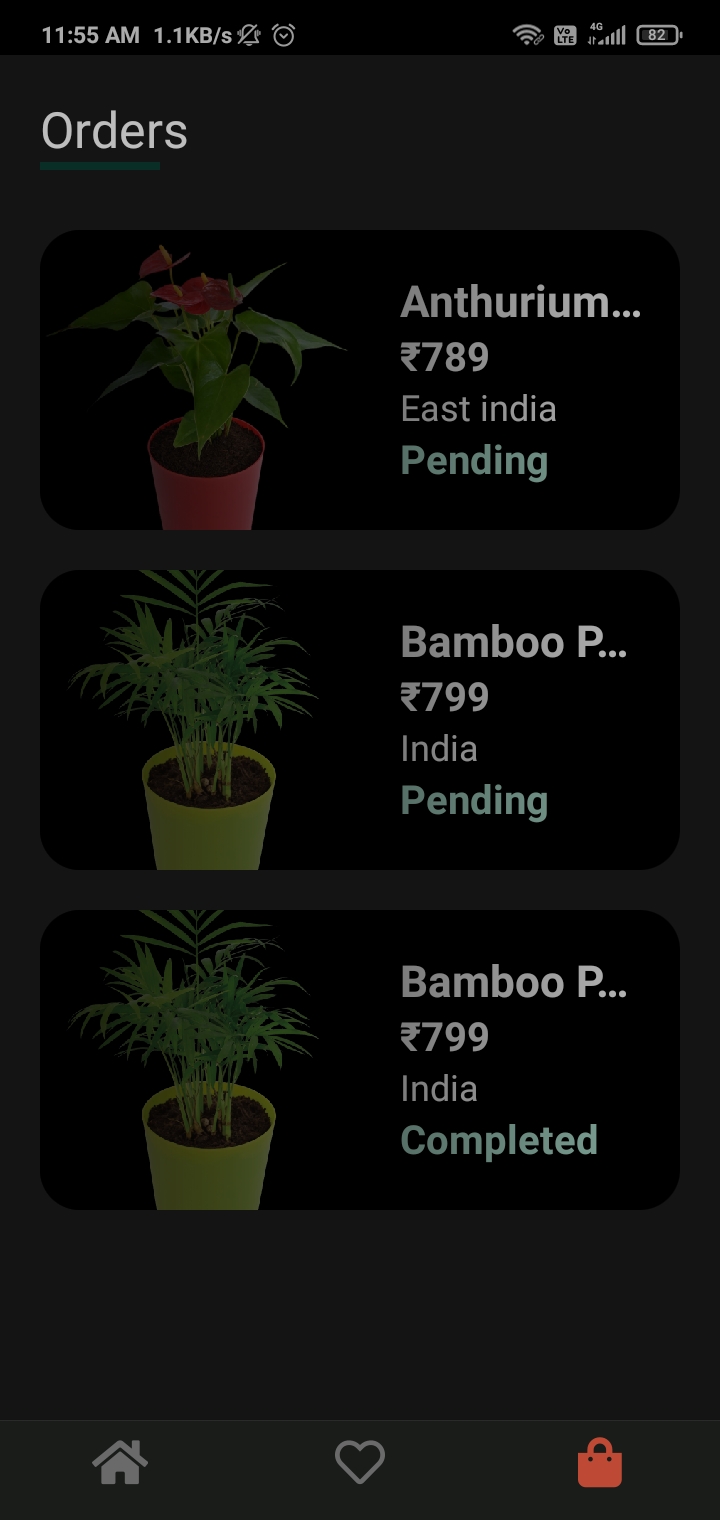 11:55 AM 1.1KB/s Vo LTE 4G 82
Orders
Anthurium...
₹789
East india
Pending
Bamboo P...
₹799
India
Pending
Bamboo P...
₹799
India
Completed